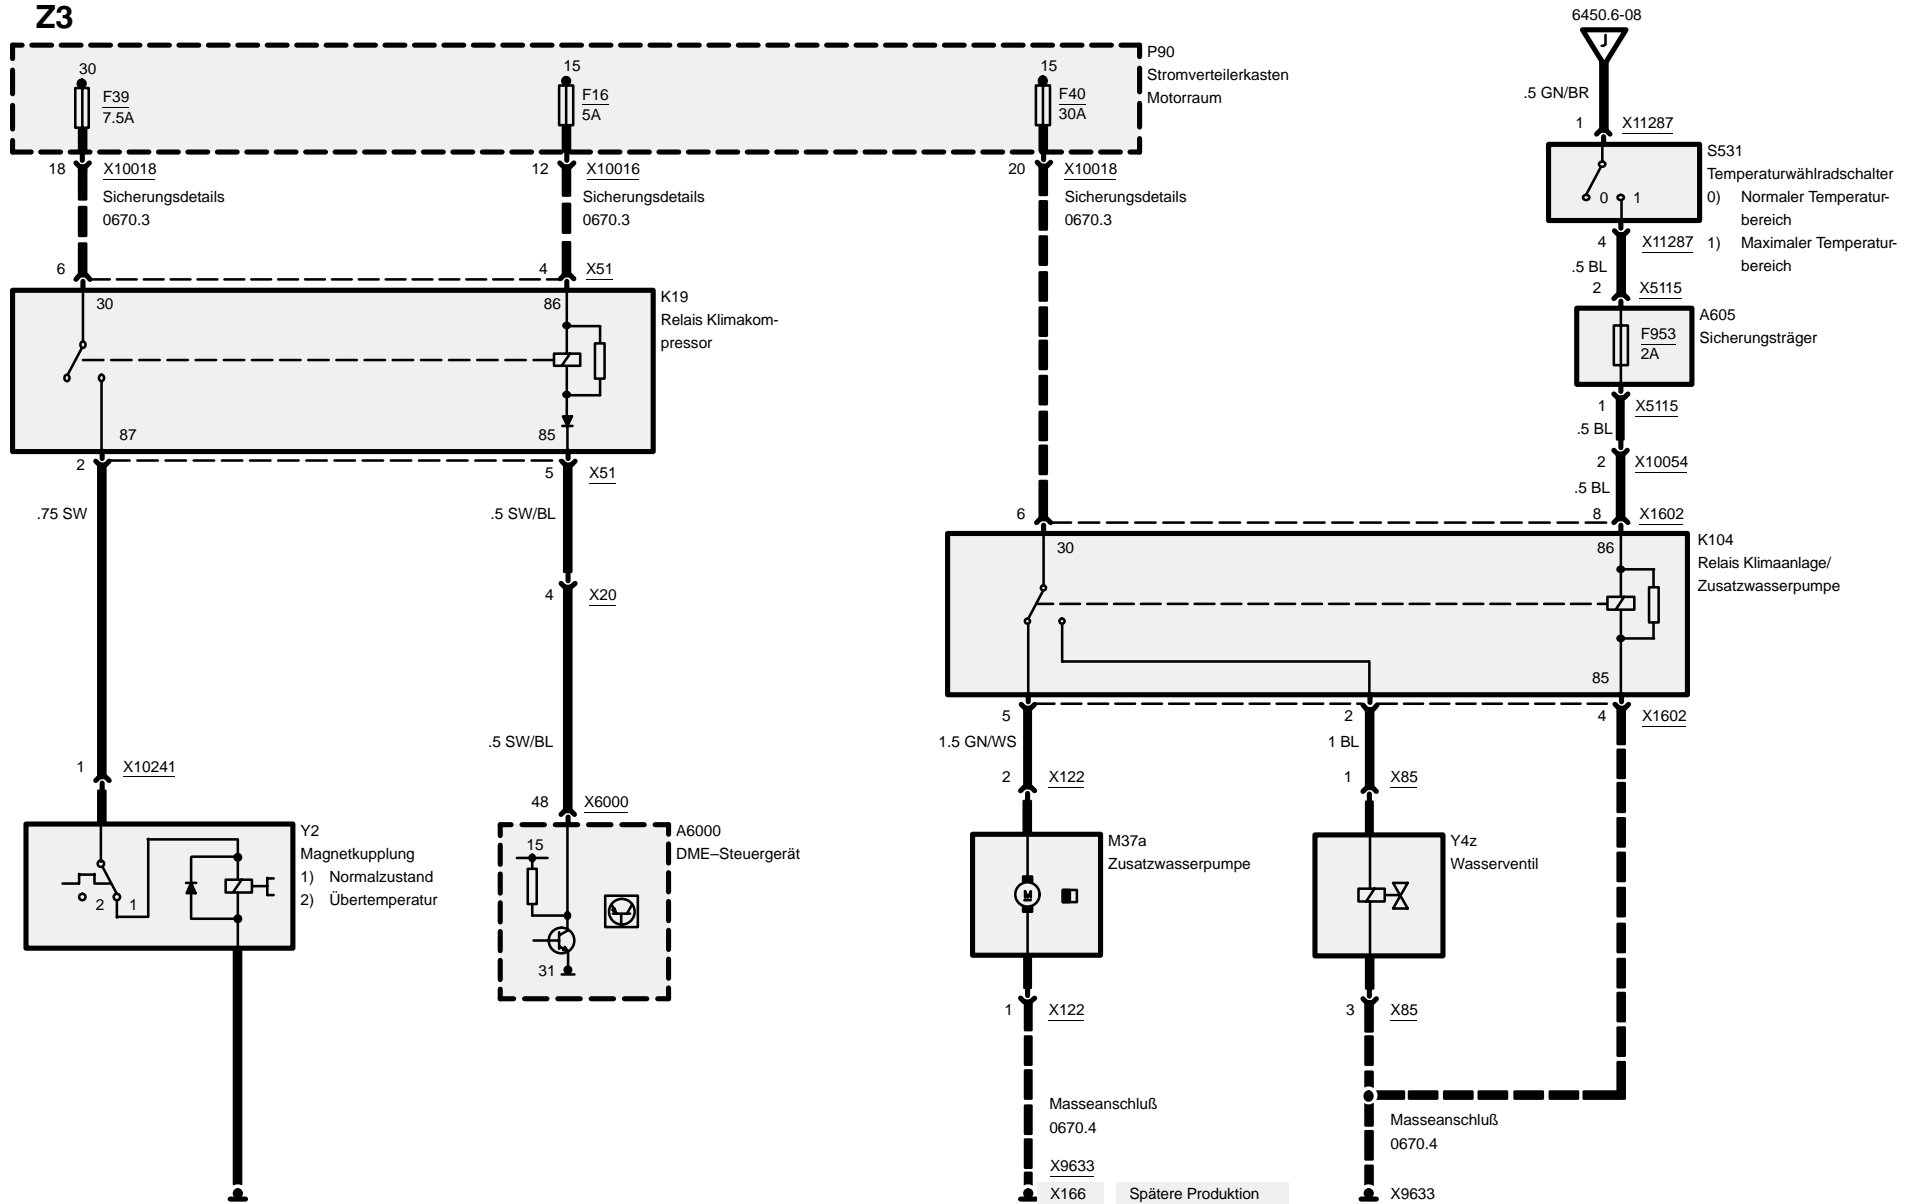 Z3
6450.6-08
J
P90
Stromverteilerkasten
Motorraum
30
F39
7.5A
15
F16
5A
15
F40
30A
.5 GN/BR
1
X11287
S531
Temperaturwählradschalter
0) Normaler Temperatur-
bereich
1) Maximaler Temperatur-
bereich
0
1
18
X10018
Sicherungsdetails
0670.3
12
X10016
Sicherungsdetails
0670.3
20
X10018
Sicherungsdetails
0670.3
4
X11287
.5 BL
2
X5115
A605
Sicherungsträger
F953
2A
1
X5115
.5 BL
2
X10054
.5 BL
6
4
X51
K19
Relais Klimakom-
pressor
30
86
87
85
2
5
X51
.75 SW
.5 SW/BL
4
X20
.5 SW/BL
6
8
X1602
K104
Relais Klimaanlage/
Zusatzwasserpumpe
30
86
85
5
2
4
X1602
1.5 GN/WS
1 BL
2
X122
1
X85
1
X10241
48
X6000
Y2
Magnetkupplung
1) Normalzustand
2) Übertemperatur
2
1
A6000
DME–Steuergerät
15
31
M37a
Zusatzwasserpumpe
M
Y4z
Wasserventil
1
X122
3
X85
Masseanschluß
0670.4
X9633
X166
Spätere Produktion
Masseanschluß
0670.4
X9633